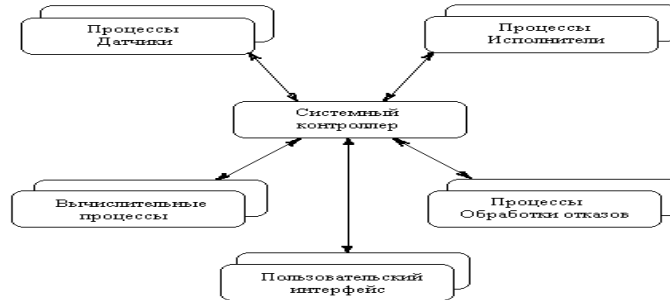 Процессы
Датчики
Процессы
Исполнители
Системный
контроллер
Вычислительные
процессы
Процессы
Обработки отказов
Пользовательский
интерфейс